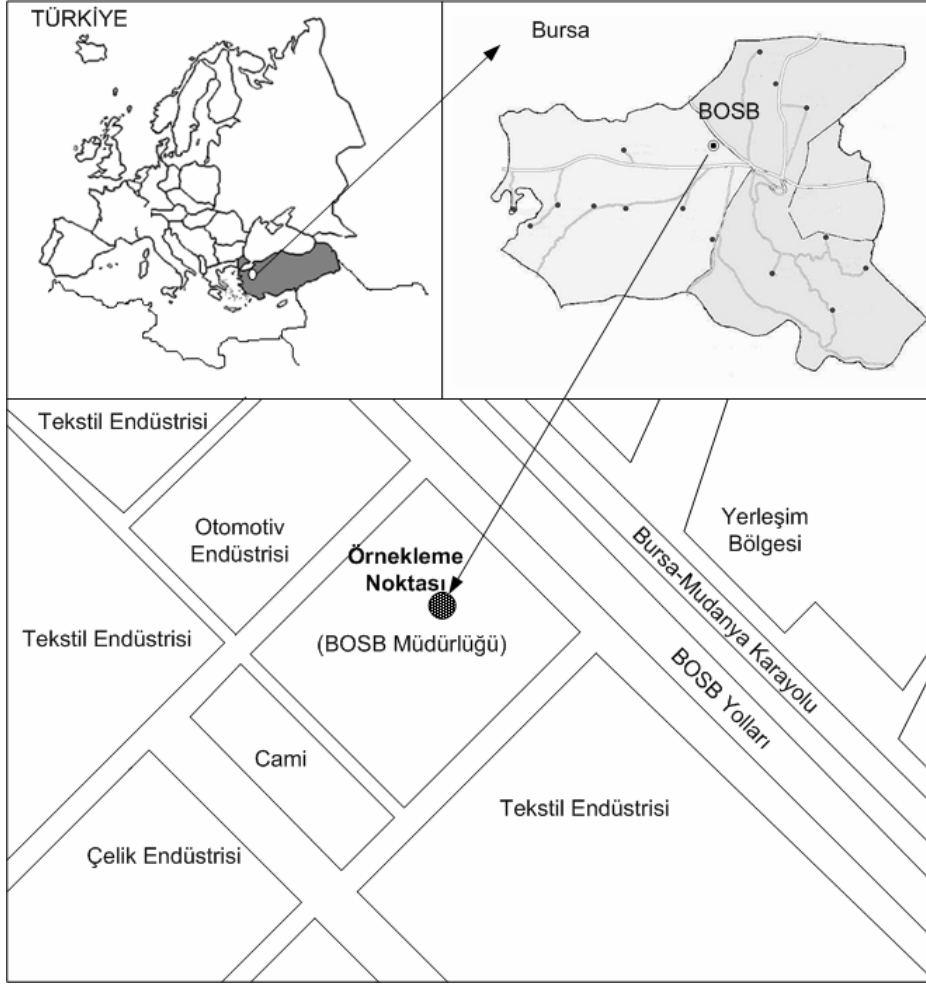 TÜRKİYE
Bursa
BOSB
Tekstil Endüstrisi
Otomotiv
Endüstrisi
Örnekleme
Noktası
(BOSB Müdürlüğü)
Yerleşim
Bölgesi
Bursa-Mudanya Karayolu
BOSB Yolları
Tekstil Endüstrisi
Cami
Tekstil Endüstrisi
Çelik Endüstrisi